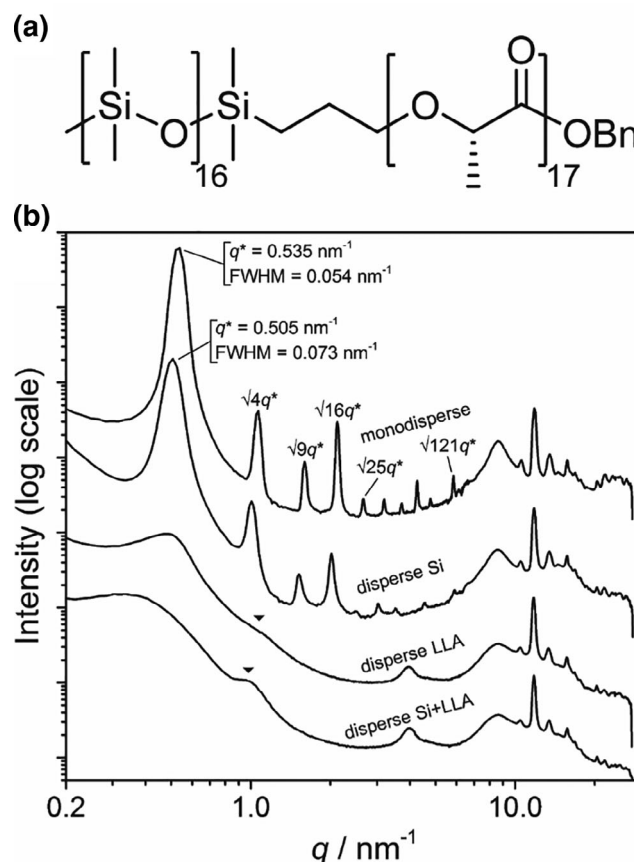 (a)
Si
O
16
Si
O
O
17
OBn
(b)
q* = 0.535 nm⁻¹
FWHM = 0.054 nm⁻¹
q* = 0.505 nm⁻¹
FWHM = 0.073 nm⁻¹
√4q*
√9q*
√16q*
√25q*
√121q*
monodisperse
disperse Si
disperse LLA
disperse Si+LLA
Intensity (log scale)
0.2
1.0
10.0
q / nm⁻¹